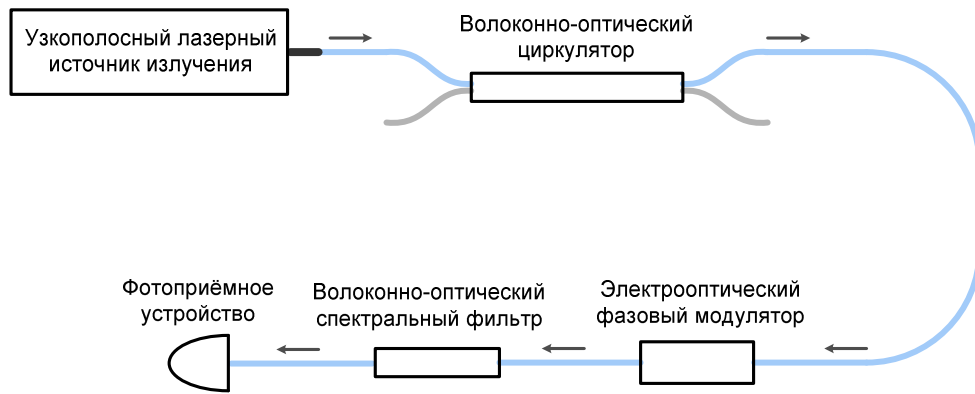 Узкополосный лазерный
источник излучения
Волоконно-оптический
циркулятор
Фотоприёмное
устройство
Волоконно-оптический
спектральный фильтр
Электрооптический
фазовый модулятор